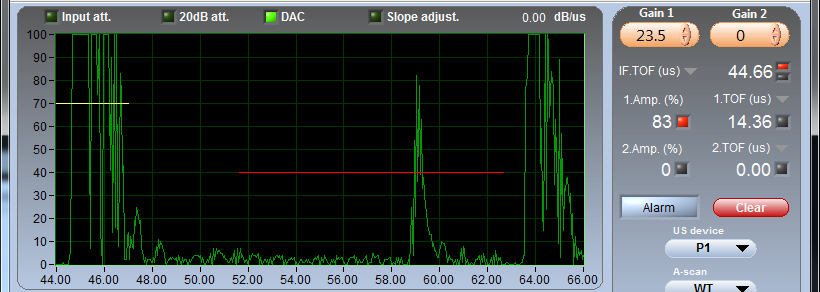 Input att. 20dB att. DAC Slope adjust. 0.00 dB/us
Gain 1 Gain 2
23.5 0
IF.TOF (us) 44.66
1.Amp. (%) 1.TOF (us)
83 14.36
2.Amp. (%) 2.TOF (us)
0 0.00
Alarm Clear
US device
P1
A-scan
WT
100
90
80
70
60
50
40
30
20
10
0
44.00 46.00 48.00 50.00 52.00 54.00 56.00 58.00 60.00 62.00 64.00 66.00